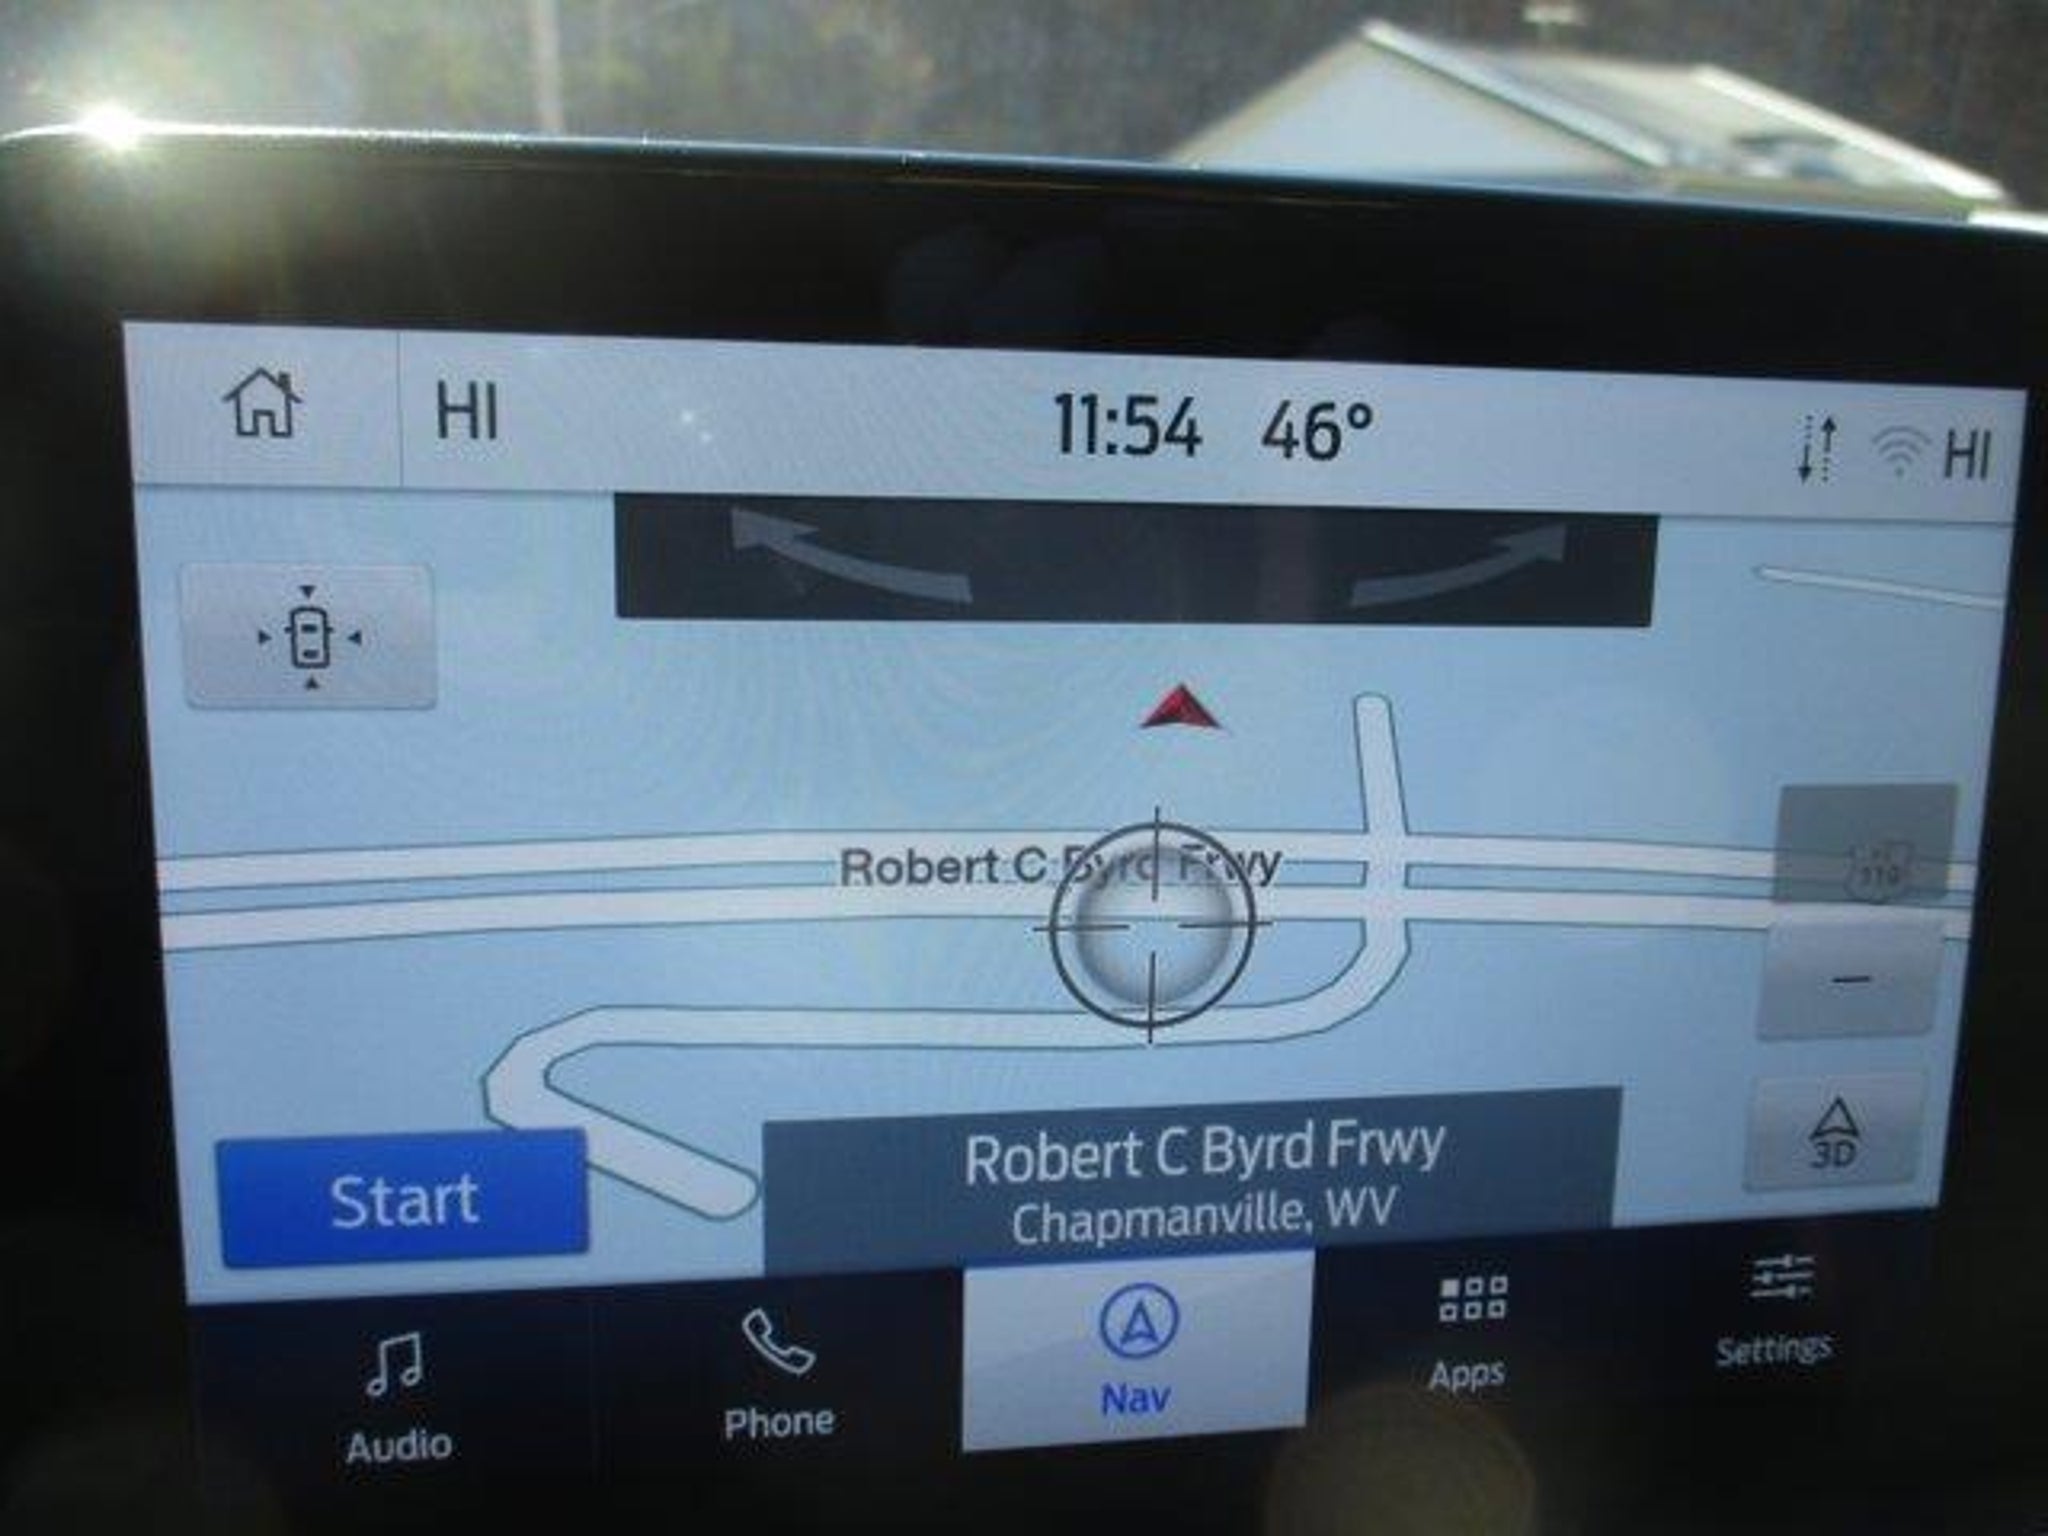 HI
11:54 46°
HI
Robert C Byrd Frwy
119
–
3D
Start
Robert C Byrd Frwy
Chapmanville, WV
Audio
Phone
Nav
Apps
Settings